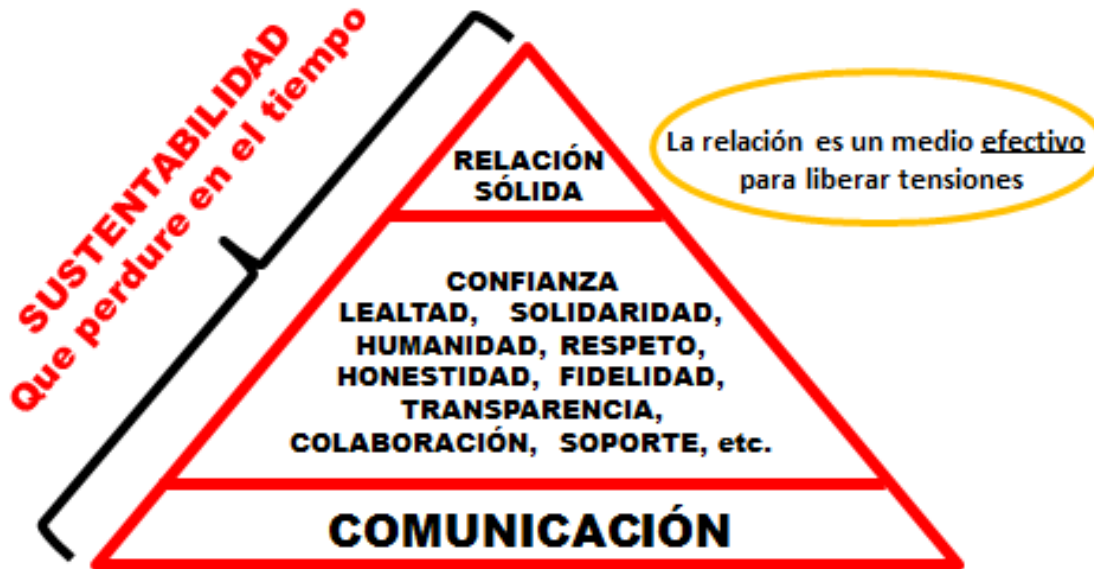 SUSTENTABILIDAD
Que perdure en el tiempo
La relación es un medio efectivo
para liberar tensiones
RELACIÓN
SÓLIDA
CONFIANZA
LEALTAD, SOLIDARIDAD,
HUMANIDAD, RESPETO,
HONESTIDAD, FIDELIDAD,
TRANSPARENCIA,
COLABORACIÓN, SOPORTE, etc.
COMUNICACIÓN